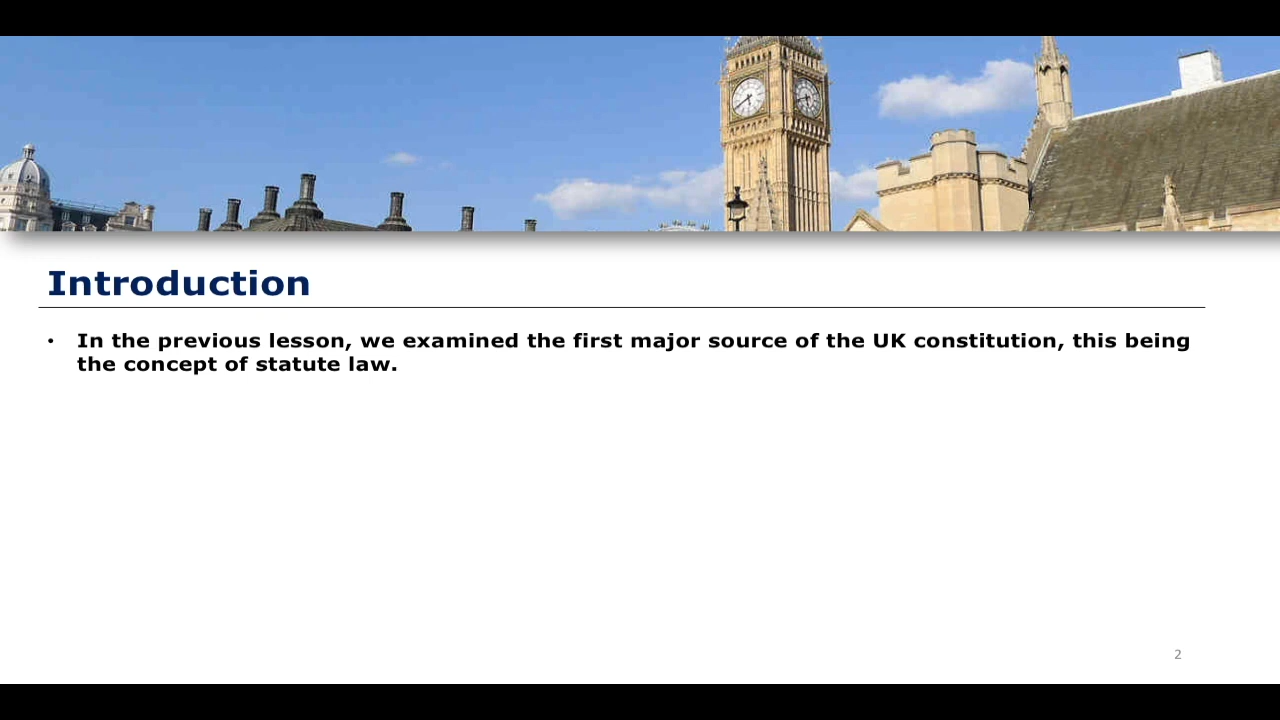 Introduction
• In the previous lesson, we examined the first major source of the UK constitution, this being
the concept of statute law.
2